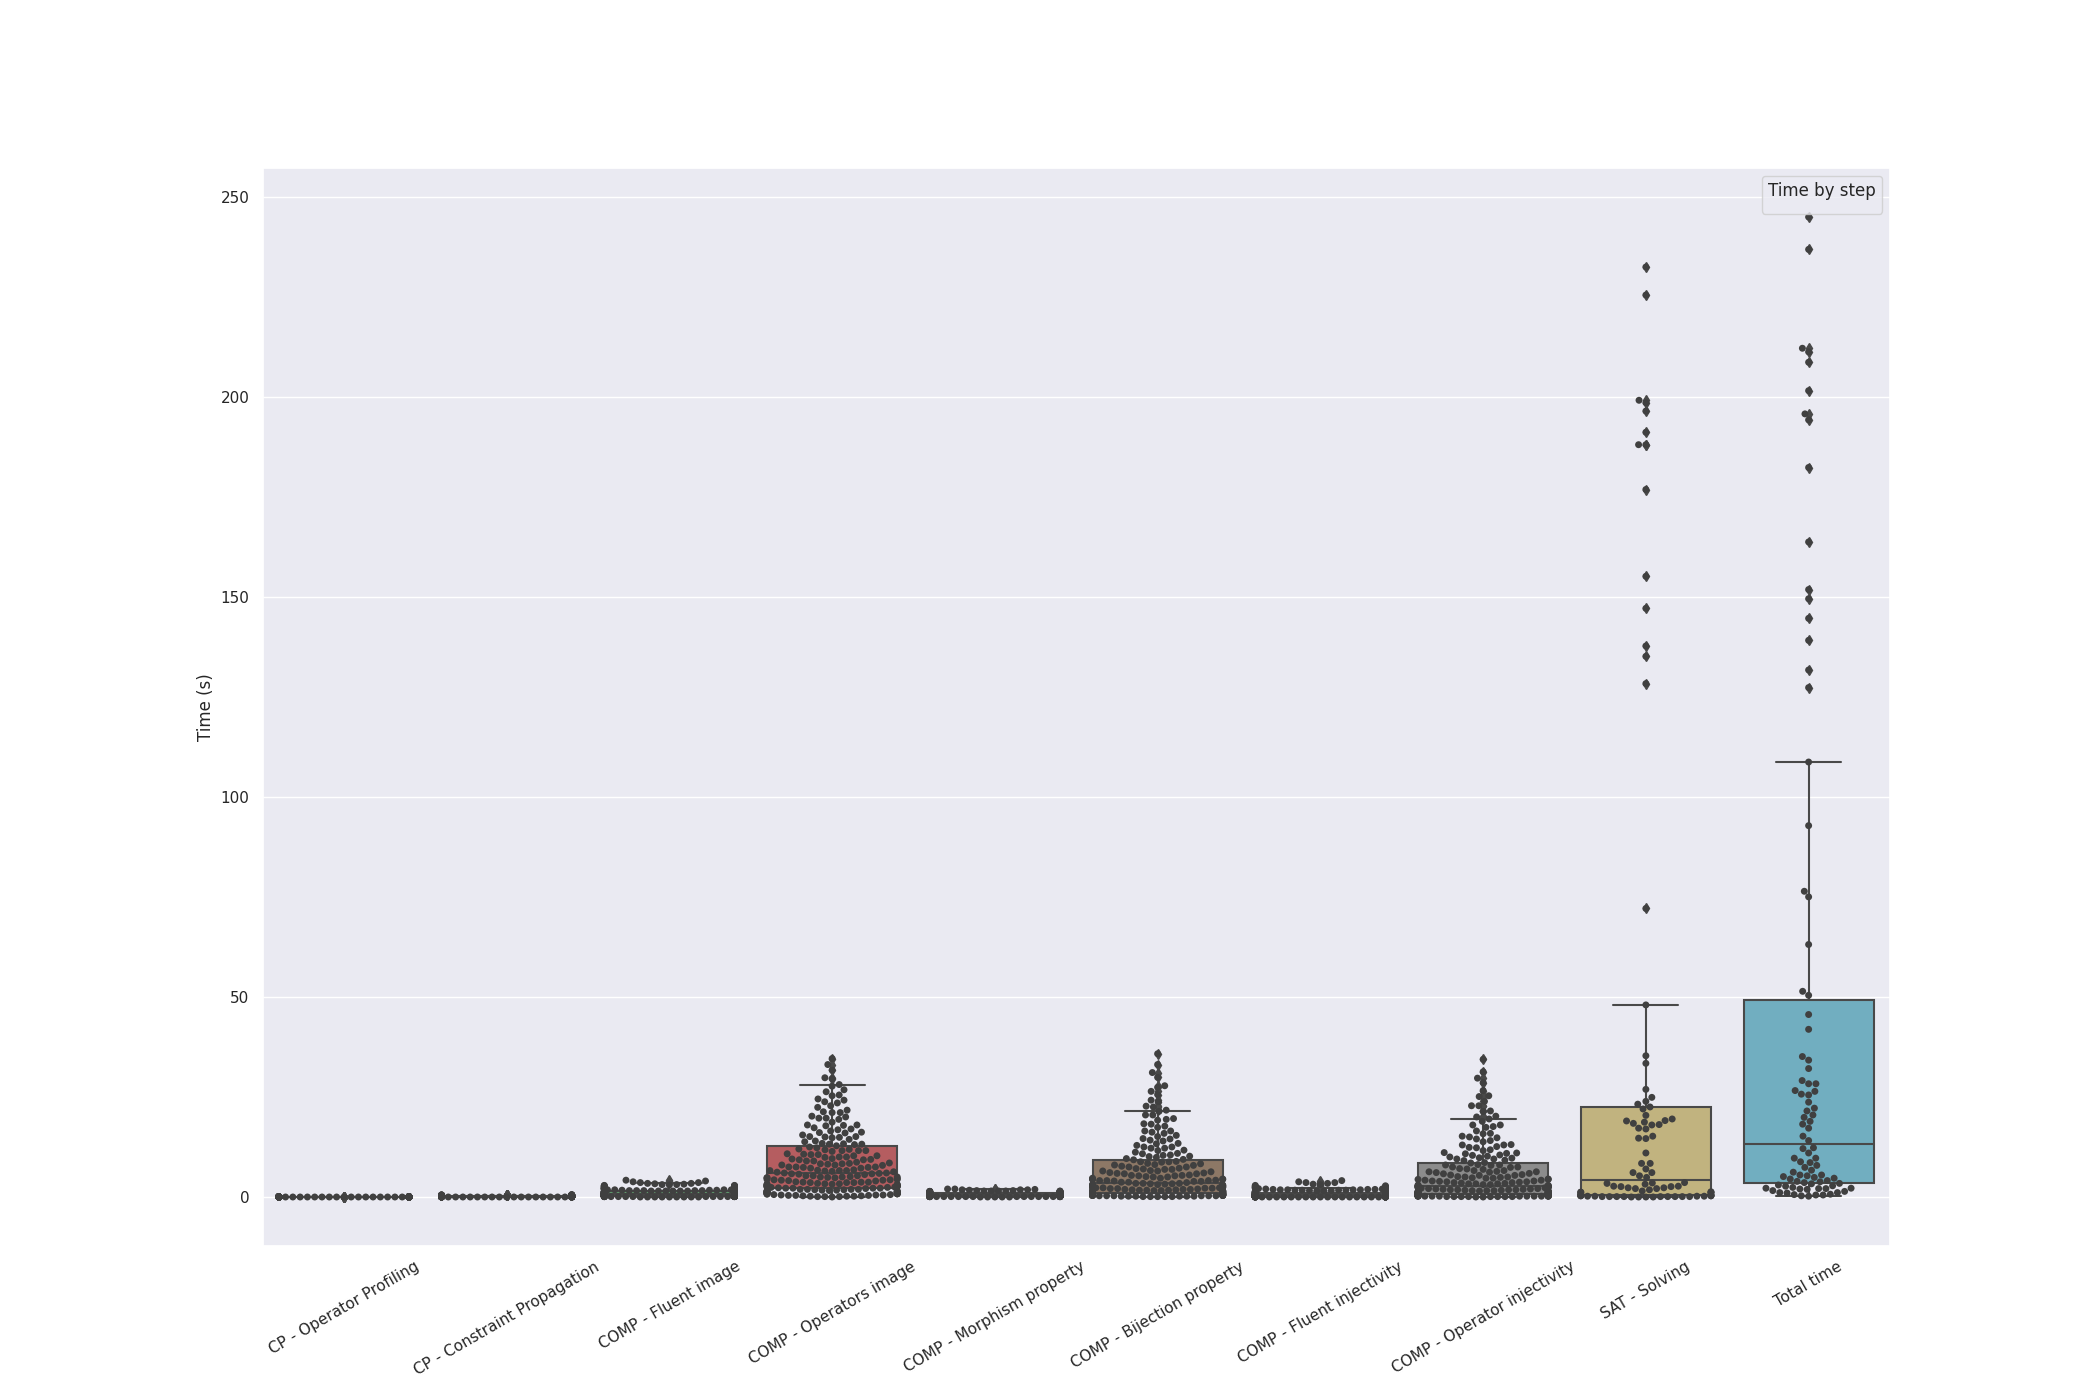 Time by step
250
200
150
100
50
0
Time (s)
CP - Operator Profiling
CP - Constraint Propagation
COMP - Fluent image
COMP - Operators image
COMP - Morphism property
COMP - Bijection property
COMP - Fluent injectivity
COMP - Operator injectivity
SAT - Solving
Total time